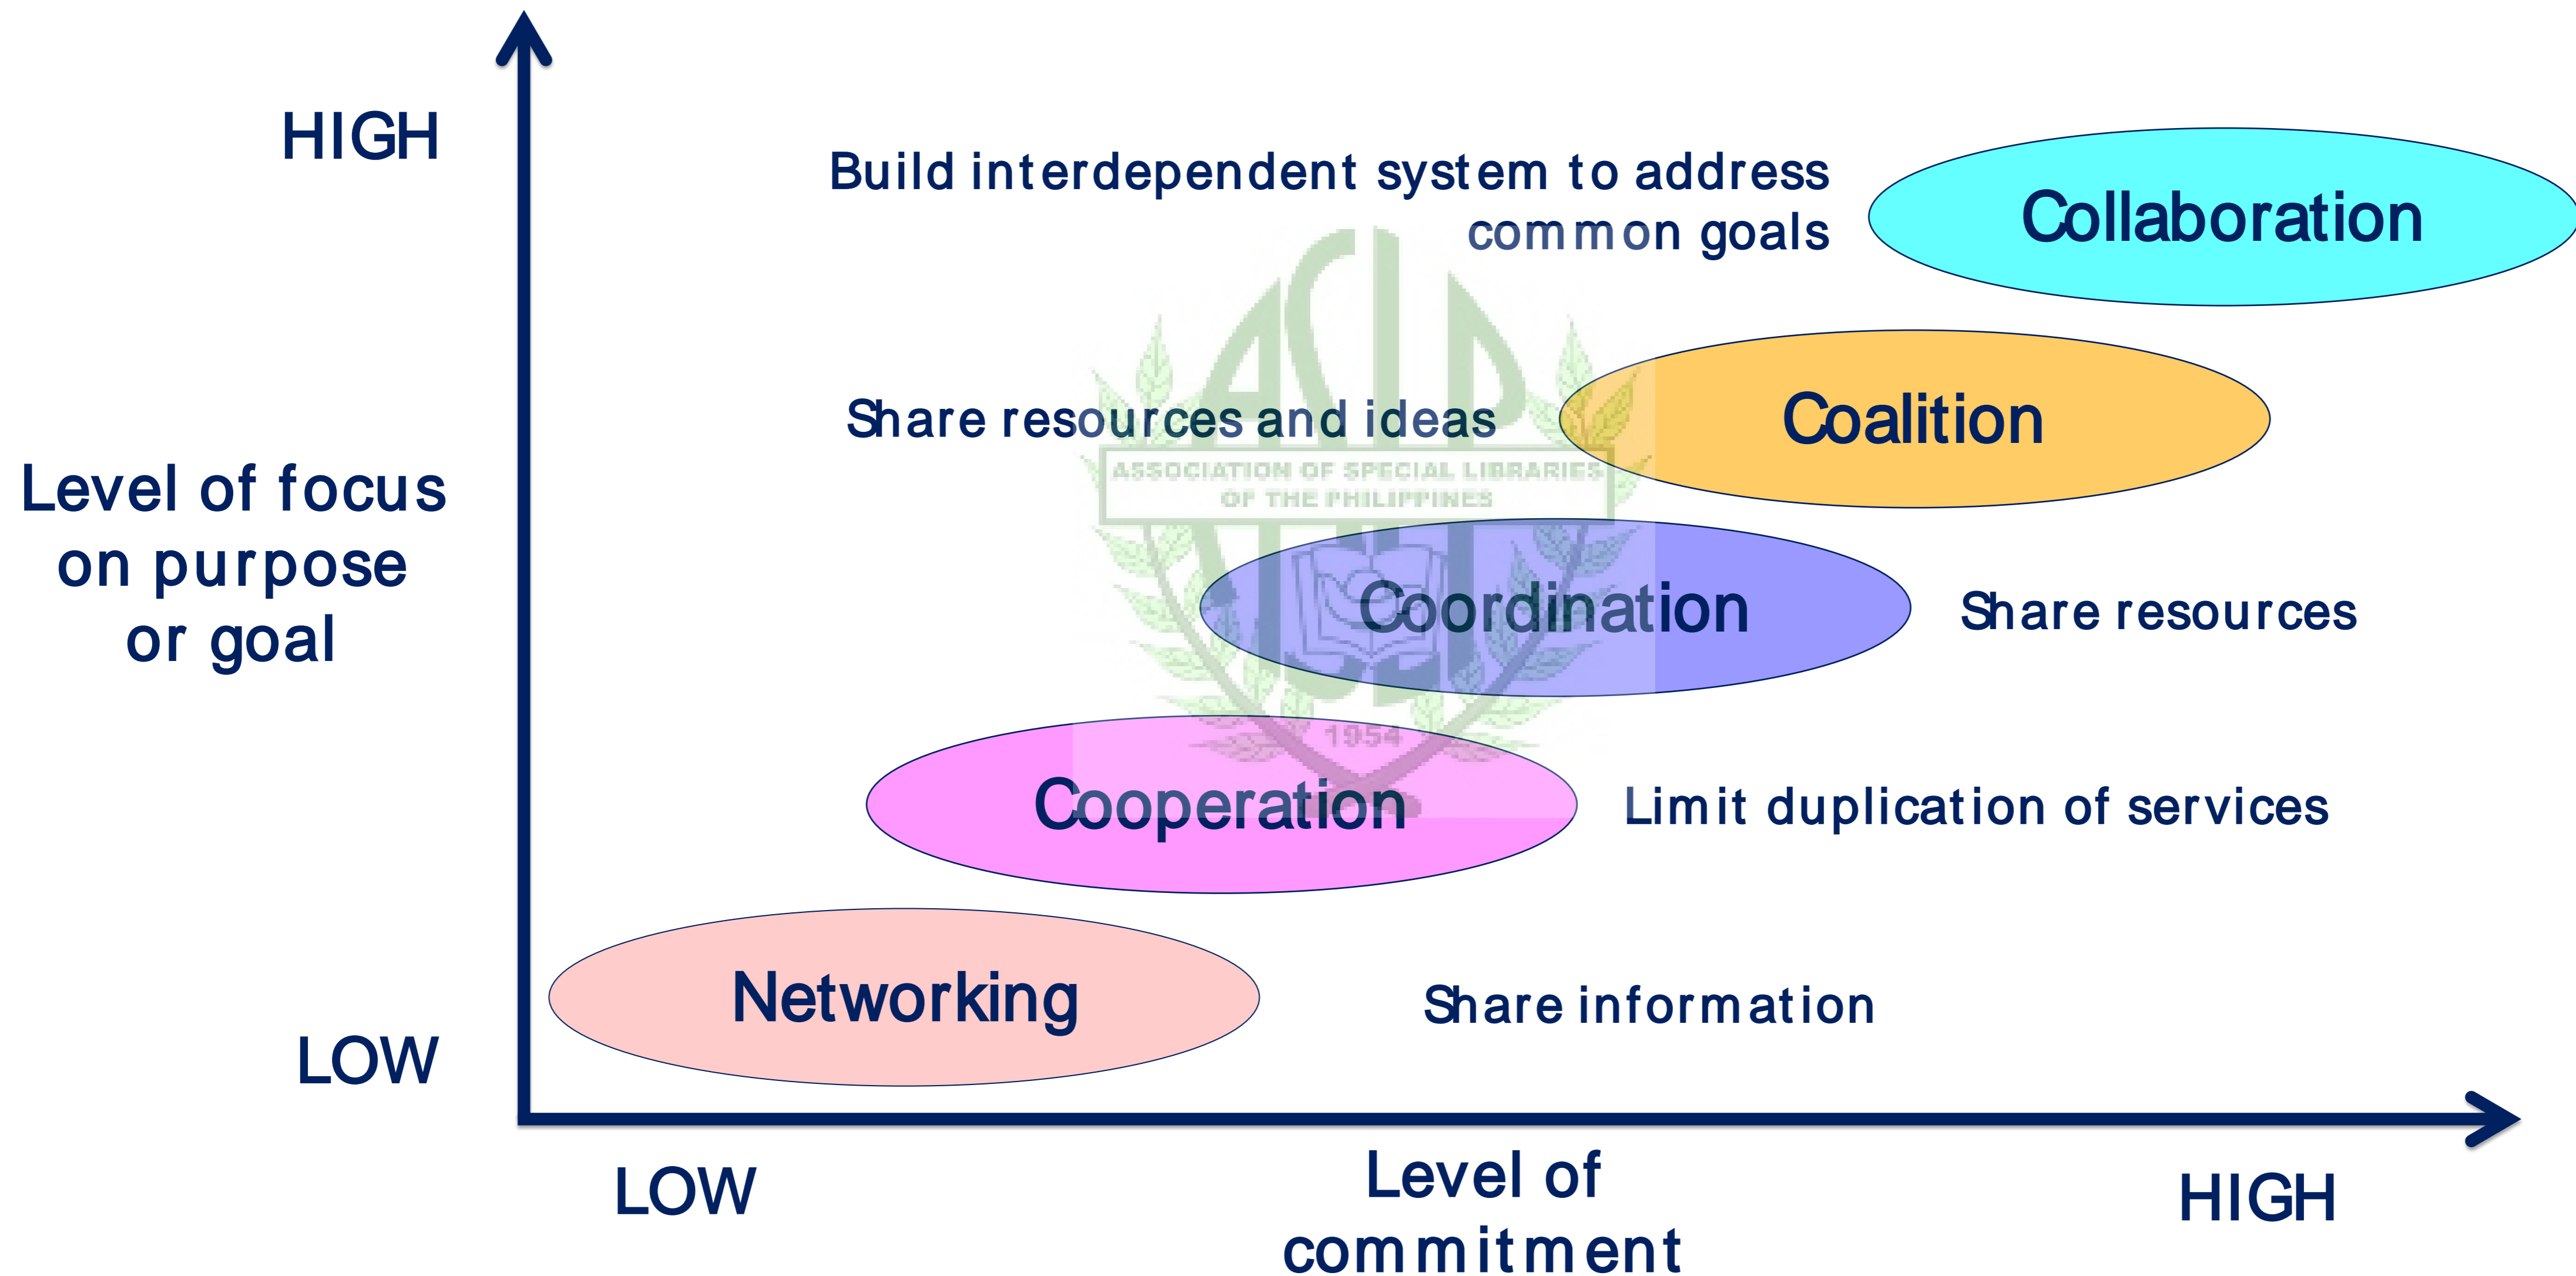 HIGH
Build interdependent system to address
common goals
Collaboration
Share resources and ideas
Coalition
ASSOCIATION OF SPECIAL LIBRARIES
OF THE PHILIPPINES
Level of focus
on purpose
or goal
Coordination
Share resources
1954
Cooperation
Limit duplication of services
Networking
Share information
LOW
LOW
Level of
commitment
HIGH